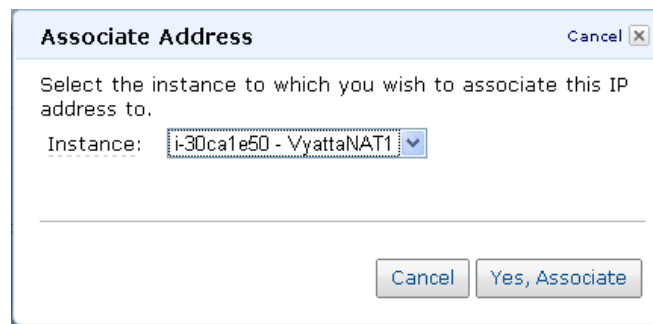 Associate Address
Cancel
Select the instance to which you wish to associate this IP
address to.
Instance: i-30ca1e50 - VyattaNAT1
Cancel Yes, Associate